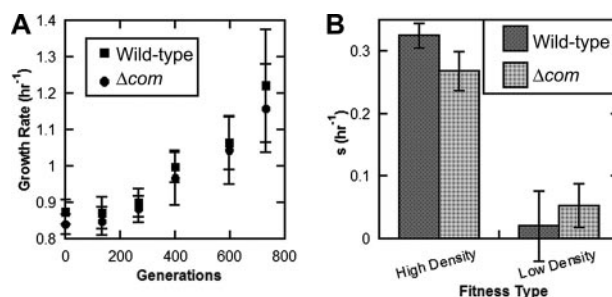 A
1.4
1.3
1.2
1.1
1
0.9
0.8
Growth Rate (hr-1)
Wild-type
Δcom
0
200
400
600
800
Generations
B
0.3
0.2
0.1
0
s (hr-1)
Wild-type
Δcom
High Density
Low Density
Fitness Type